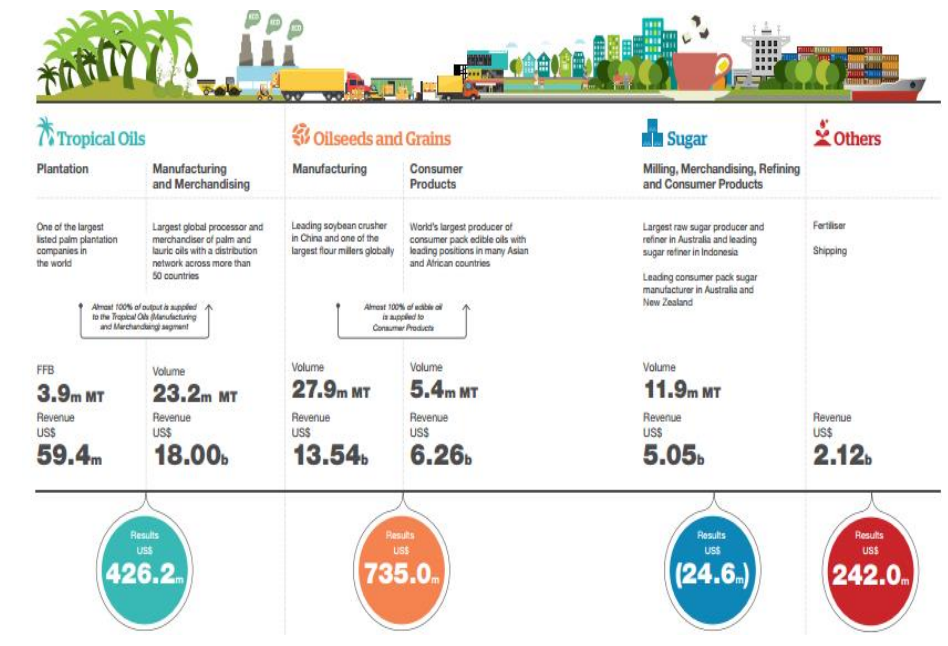 ECO
ECO
ECO
Tropical Oils
Plantation
Manufacturing
and Merchandising
One of the largest
listed palm plantation
companies in
the world
Largest global processor and
merchandiser of palm and
lauric oils with a distribution
network across more than
50 countries
Almost 100% of output is supplied
to the Tropical Oils (Manufacturing
and Merchandising) segment
FFB
3.9m MT
Revenue
US$
59.4m
Volume
23.2m MT
Revenue
US$
18.00b
Results
US$
426.2m
Oilseeds and Grains
Manufacturing
Consumer
Products
Leading soybean crusher
in China and one of the
largest flour millers globally
World's largest producer of
consumer pack edible oils with
leading positions in many Asian
and African countries
Almost 100% of edible oil
is supplied to
Consumer Products
Volume
27.9m MT
Revenue
US$
13.54b
Volume
5.4m MT
Revenue
US$
6.26b
Results
US$
735.0m
Sugar
Milling, Merchandising, Refining
and Consumer Products
Largest raw sugar producer and
refiner in Australia and leading
sugar refiner in Indonesia
Leading consumer pack sugar
manufacturer in Australia and
New Zealand
Volume
11.9m MT
Revenue
US$
5.05b
Results
US$
(24.6m)
Others
Fertiliser
Shipping
Revenue
US$
2.12b
Results
US$
242.0m